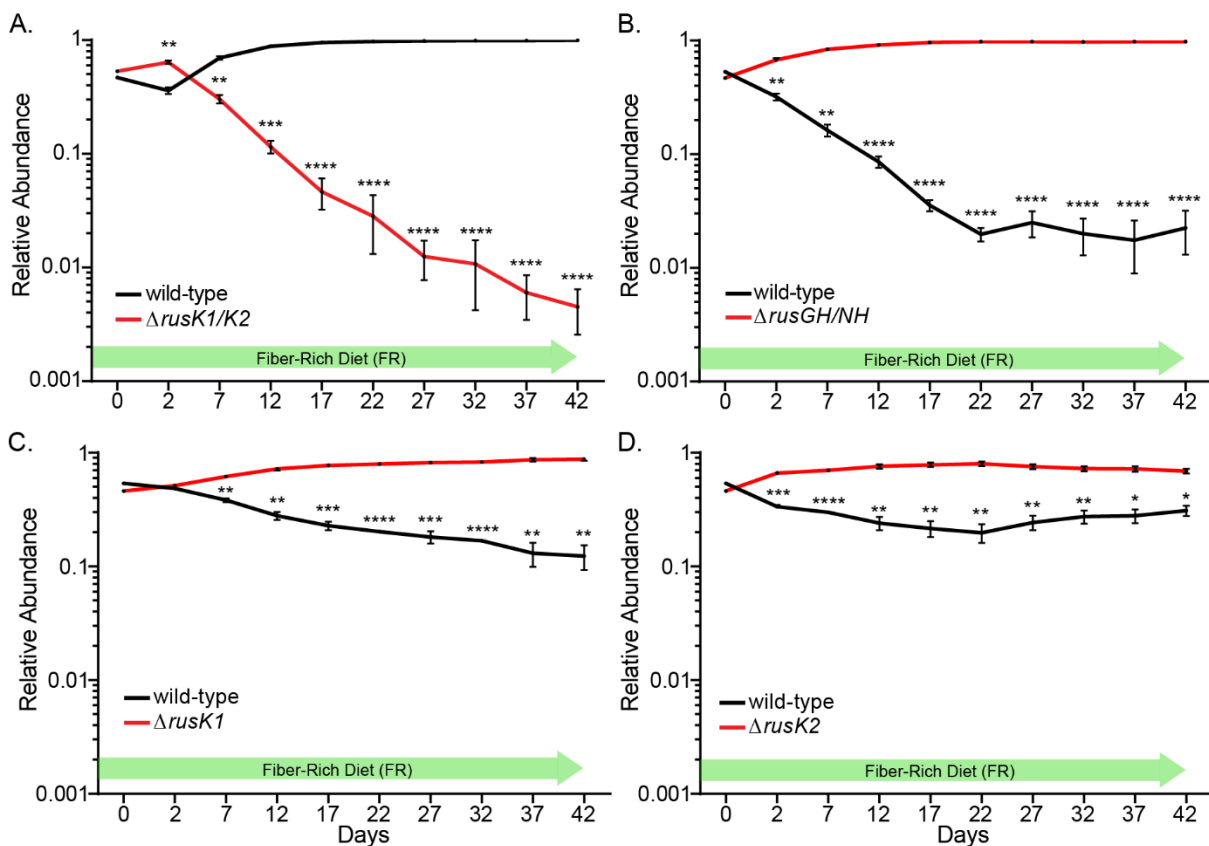 A.
Relative Abundance
1
0.1
0.01
0.001
**
**
***
****
****
****
****
****
****
wild-type
ΔrusK1/K2
Fiber-Rich Diet (FR)
0 2 7 12 17 22 27 32 37 42
B.
Relative Abundance
1
0.1
0.01
0.001
**
**
****
****
****
****
****
****
****
wild-type
ΔrusGH/NH
Fiber-Rich Diet (FR)
0 2 7 12 17 22 27 32 37 42
C.
Relative Abundance
1
0.1
0.01
0.001
**
**
***
****
***
****
**
**
wild-type
ΔrusK1
Fiber-Rich Diet (FR)
0 2 7 12 17 22 27 32 37 42
Days
D.
Relative Abundance
1
0.1
0.01
0.001
***
****
**
**
**
**
**
*
*
wild-type
ΔrusK2
Fiber-Rich Diet (FR)
0 2 7 12 17 22 27 32 37 42
Days